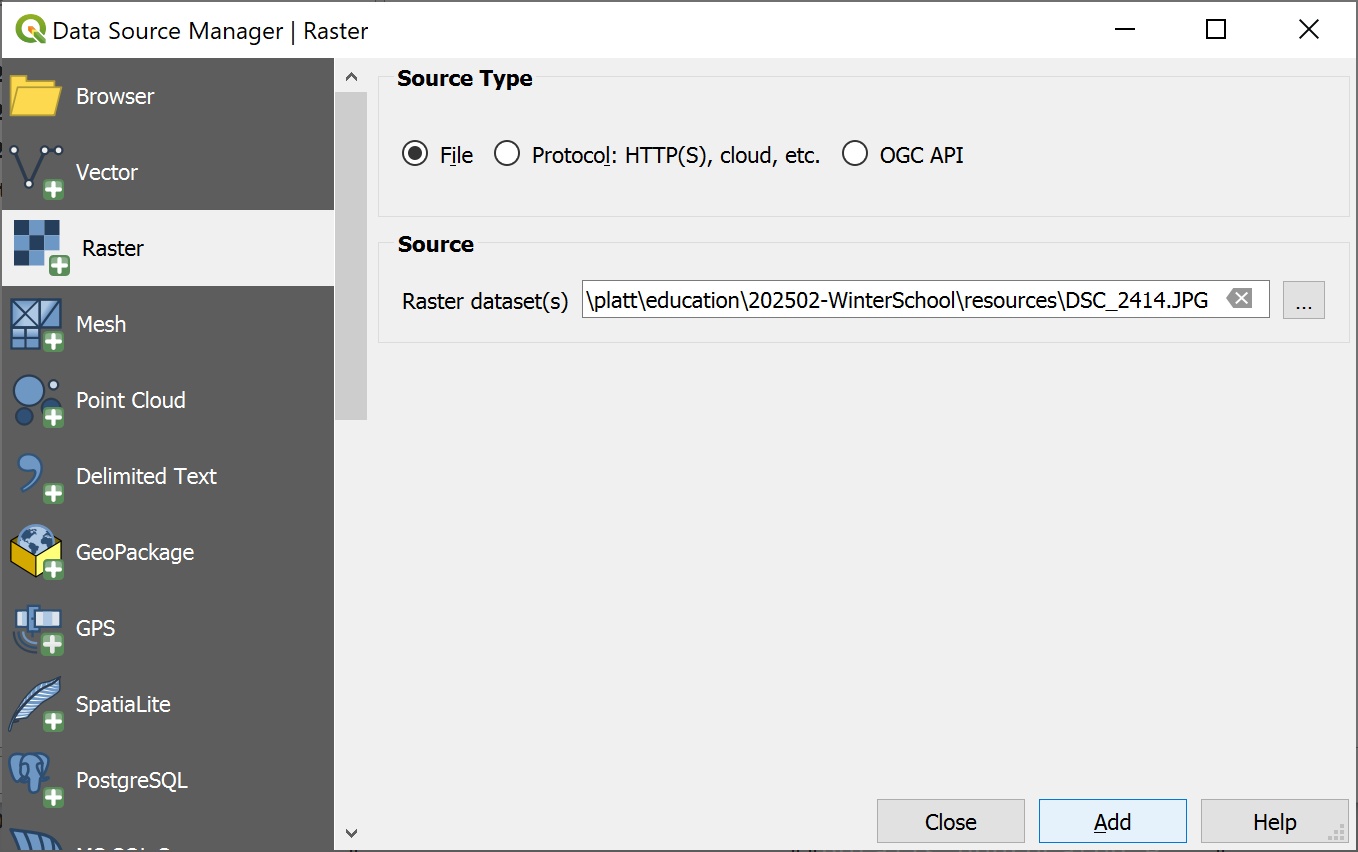 Data Source Manager | Raster
Browser
Vector
Raster
Mesh
Point Cloud
Delimited Text
GeoPackage
GPS
SpatiaLite
PostgreSQL
Source Type
File
Protocol: HTTP(S), cloud, etc.
OGC API
Source
Raster dataset(s)
\platt\education\202502-WinterSchool\resources\DSC_2414.JPG
...
Close
Add
Help